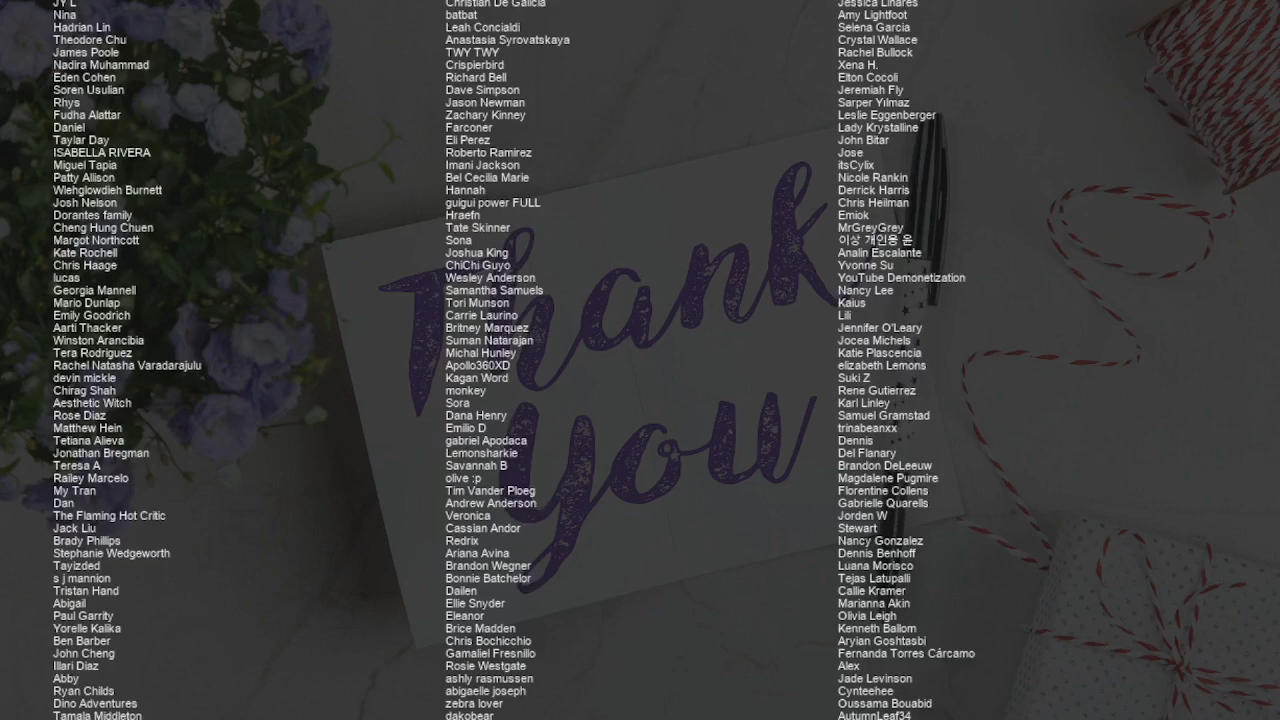 JY L
Nina
Hadrian Lin
Theodore Chu
James Poole
Nadira Muhammad
Eden Cohen
Soren Usulian
Rhys
Fudha Alattar
Daniel
Taylar Day
ISABELLA RIVERA
Miguel Tapia
Patty Allison
Wiehglowdieh Burnett
Josh Nelson
Dorantes family
Cheng Hung Chuen
Margot Northcott
Kate Rochell
Chris Haage
lucas
Georgia Mannell
Mario Dunlap
Emily Goodrich
Aarti Thacker
Winston Arancibia
Tera Rodriguez
Rachel Natasha Varadarajulu
devin mickle
Chirag Shah
Aesthetic Witch
Rose Diaz
Matthew Hein
Tetiana Alieva
Jonathan Bregman
Teresa A
Railey Marcelo
My Tran
Dan
The Flaming Hot Critic
Jack Liu
Brady Phillips
Stephanie Wedgeworth
Tayizded
s j mannion
Tristan Hand
Abigail
Paul Garrity
Yorelle Kalika
Ben Barber
John Cheng
Illari Diaz
Abby
Ryan Childs
Dino Adventures
Tamala Middleton
Christian De Galicia
batbat
Leah Concialdi
Anastasia Syrovatskaya
TWY TWY
Crispierbird
Richard Bell
Dave Simpson
Jason Newman
Zachary Kinney
Farconer
Eli Perez
Roberto Ramirez
Imani Jackson
Bel Cecilia Marie
Hannah
guigui power FULL
Hraefn
Tate Skinner
Sona
Joshua King
ChiChi Guyo
Wesley Anderson
Samantha Samuels
Tori Munson
Carrie Laurino
Britney Marquez
Suman Natarajan
Michal Hunley
Apollo360XD
Kagan Word
monkey
Sora
Dana Henry
Emilio D
gabriel Apodaca
Lemonsharkie
Savannah B
olive :p
Tim Vander Ploeg
Andrew Anderson
Veronica
Cassian Andor
Redrix
Ariana Avina
Brandon Wegner
Bonnie Batchelor
Dailen
Ellie Snyder
Eleanor
Brice Madden
Chris Bochicchio
Gamaliel Fresnillo
Rosie Westgate
ashly rasmussen
abigaelle joseph
zebra lover
dakobear
Jessica Linares
Amy Lightfoot
Selena Garcia
Crystal Wallace
Rachel Bullock
Xena H.
Elton Cocoli
Jeremiah Fly
Sarper Yılmaz
Leslie Eggenberger
Lady Krystalline
John Bitar
Jose
itsCylix
Nicole Rankin
Derrick Harris
Chris Heilman
Emiok
MrGreyGrey
이상 개인용 윤
Analin Escalante
Yvonne Su
YouTube Demonetization
Nancy Lee
Kaius
Lili
Jennifer O'Leary
Jocea Michels
Katie Plascencia
elizabeth Lemons
Suki Z
Rene Gutierrez
Karl Linley
Samuel Gramstad
trinabeanxx
Dennis
Del Flanary
Brandon DeLeeuw
Magdalene Pugmire
Florentine Collens
Gabrielle Quarells
Jorden W
Stewart
Nancy Gonzalez
Dennis Benhoff
Luana Morisco
Tejas Latupalli
Callie Kramer
Marianna Akin
Olivia Leigh
Kenneth Ballom
Aryian Goshtasbi
Fernanda Torres Cárcamo
Alex
Jade Levinson
Cynteehee
Oussama Bouabid
AutumnLeaf34
Thank
you